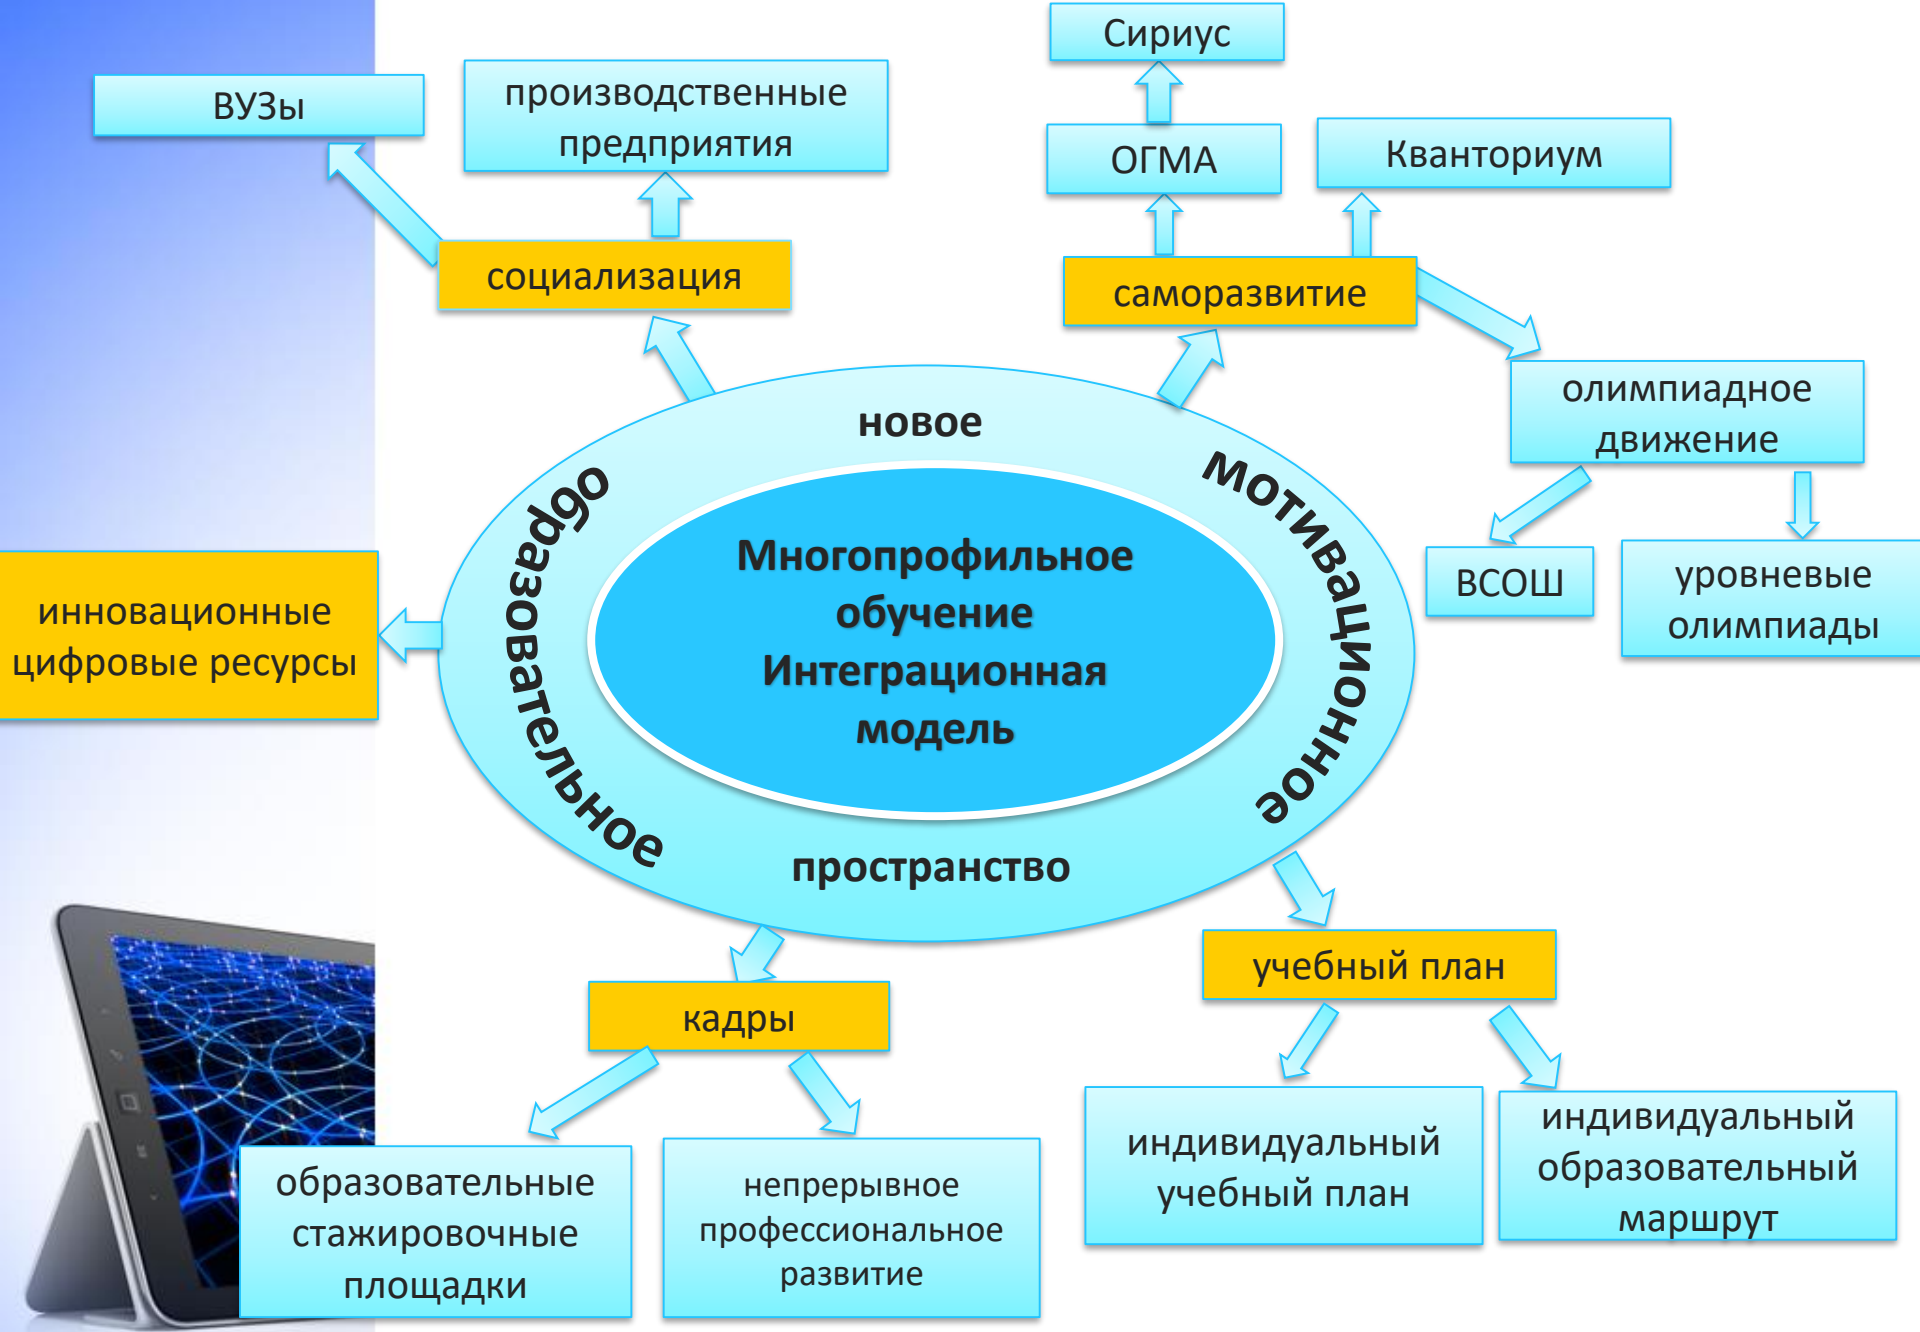 Сириус
ВУЗы
производственные
предприятия
ОГМА
Кванториум
социализация
саморазвитие
олимпиадное
движение
ВСОШ
уровневые
олимпиады
новое
образовательное
мотивационное
пространство
Многопрофильное
обучение
Интеграционная
модель
инновационные
цифровые ресурсы
кадры
учебный план
образовательные
стажировочные
площадки
непрерывное
профессиональное
развитие
индивидуальный
учебный план
индивидуальный
образовательный
маршрут